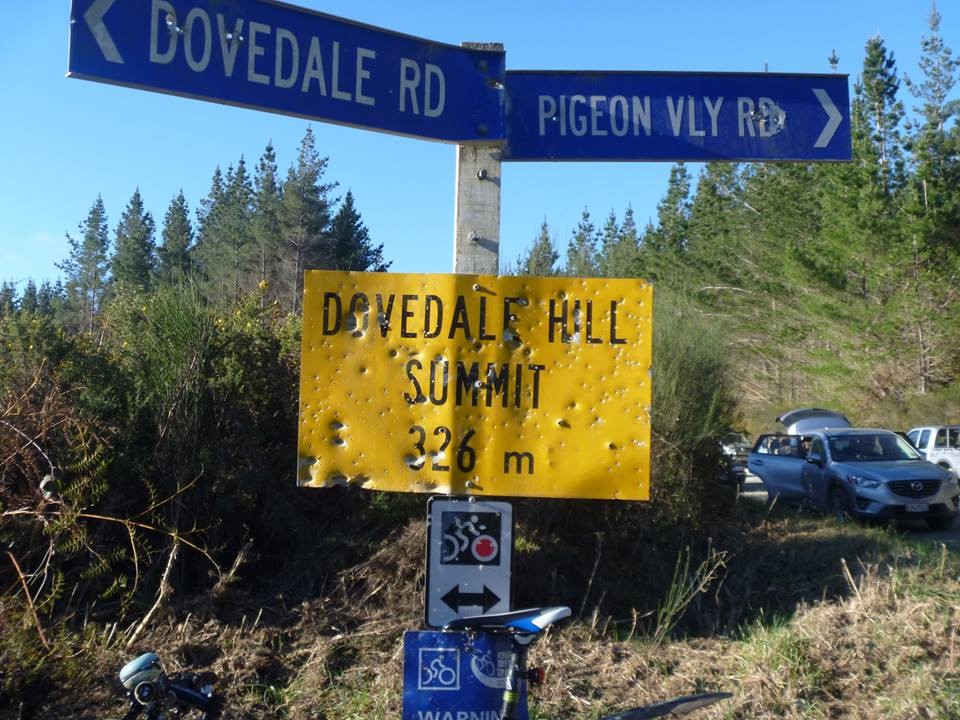 DOVEDALE RD
PIGEON VLY RD
DOVEDALE HILL
SUMMIT
326 m